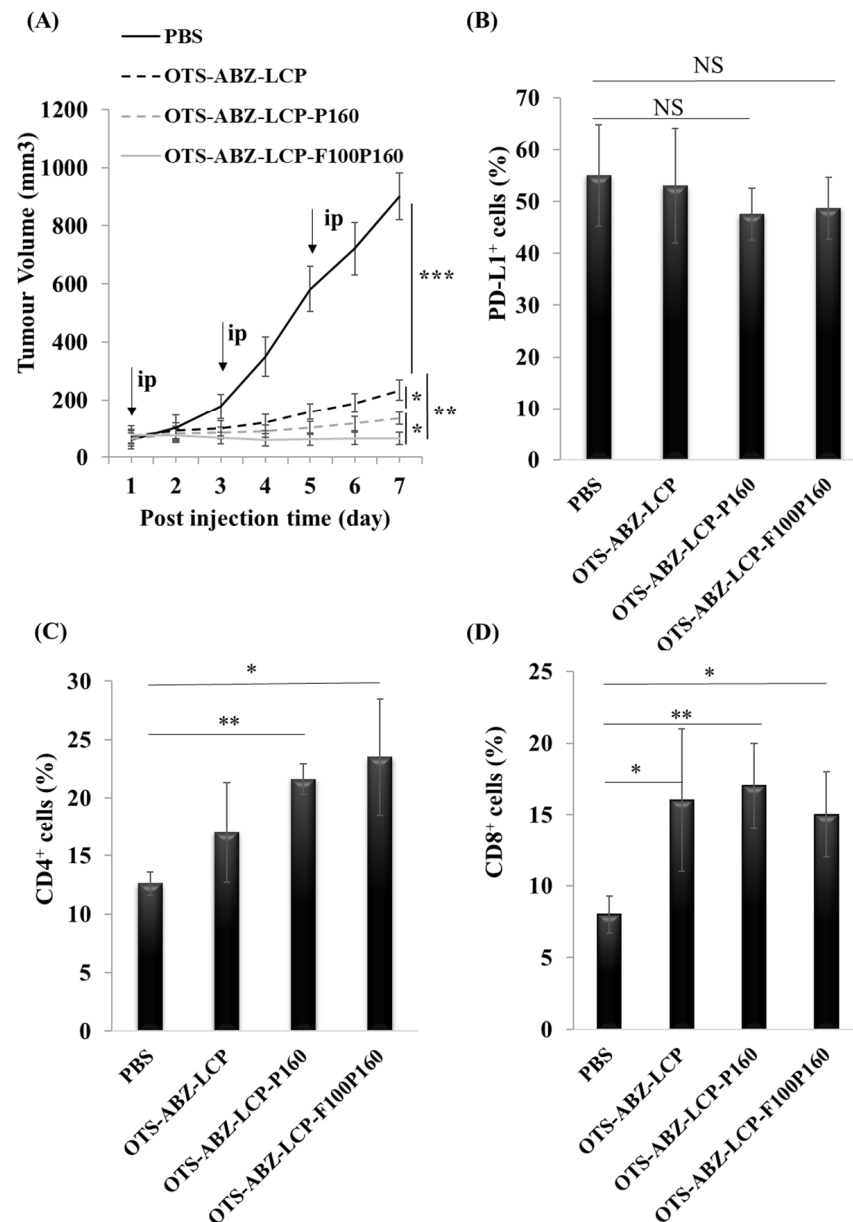 (A)
PBS
OTS-ABZ-LCP
OTS-ABZ-LCP-P160
OTS-ABZ-LCP-F100P160
Tumour Volume (mm3)
1200
1000
800
600
400
200
0
ip
ip
ip
***
*
**
*
1 2 3 4 5 6 7
Post injection time (day)
(B)
NS
NS
PD-L1+ cells (%)
70
60
50
40
30
20
10
0
PBS
OTS-ABZ-LCP
OTS-ABZ-LCP-P160
OTS-ABZ-LCP-F100P160
(C)
*
**
CD4+ cells (%)
30
25
20
15
10
5
0
PBS
OTS-ABZ-LCP
OTS-ABZ-LCP-P160
OTS-ABZ-LCP-F100P160
(D)
*
**
*
CD8+ cells (%)
25
20
15
10
5
0
PBS
OTS-ABZ-LCP
OTS-ABZ-LCP-P160
OTS-ABZ-LCP-F100P160